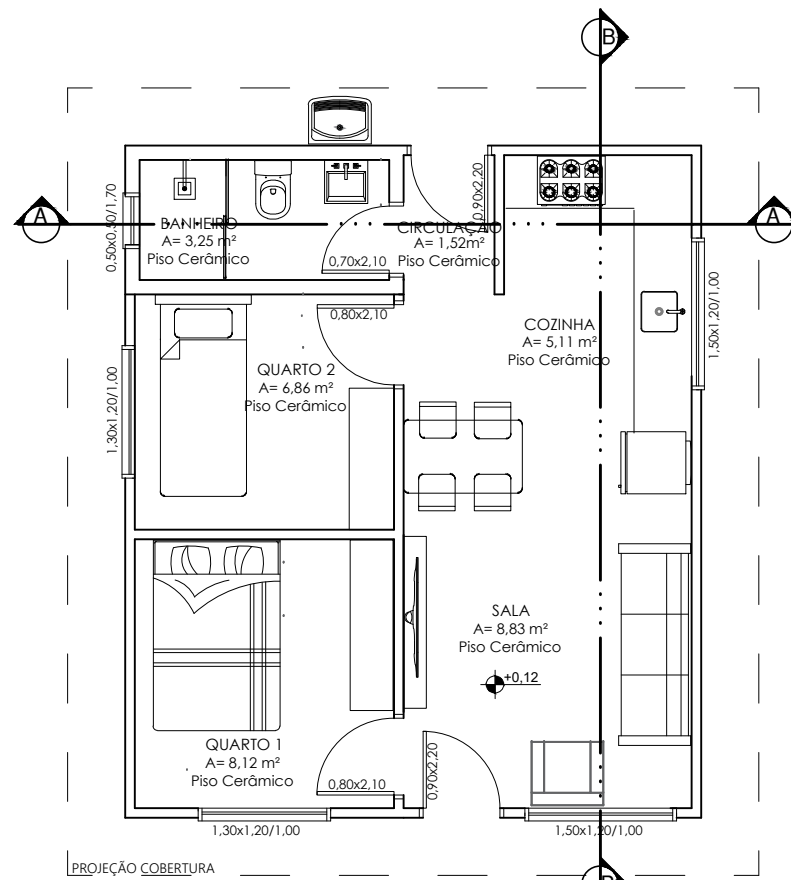 B
A
0,50x0,50/1,70
BANHEIRO
A= 3,25 m²
Piso Cerâmico
0,70x2,10
CIRCULAÇÃO
A= 1,52m²
Piso Cerâmico
0,90x2,20
A
0,80x2,10
QUARTO 2
A= 6,86 m²
Piso Cerâmico
1,30x1,20/1,00
COZINHA
A= 5,11 m²
Piso Cerâmico
1,50x1,20/1,00
SALA
A= 8,83 m²
Piso Cerâmico
+0,12
QUARTO 1
A= 8,12 m²
Piso Cerâmico
0,80x2,10
0,90x2,20
1,30x1,20/1,00
1,50x1,20/1,00
PROJEÇÃO COBERTURA
B